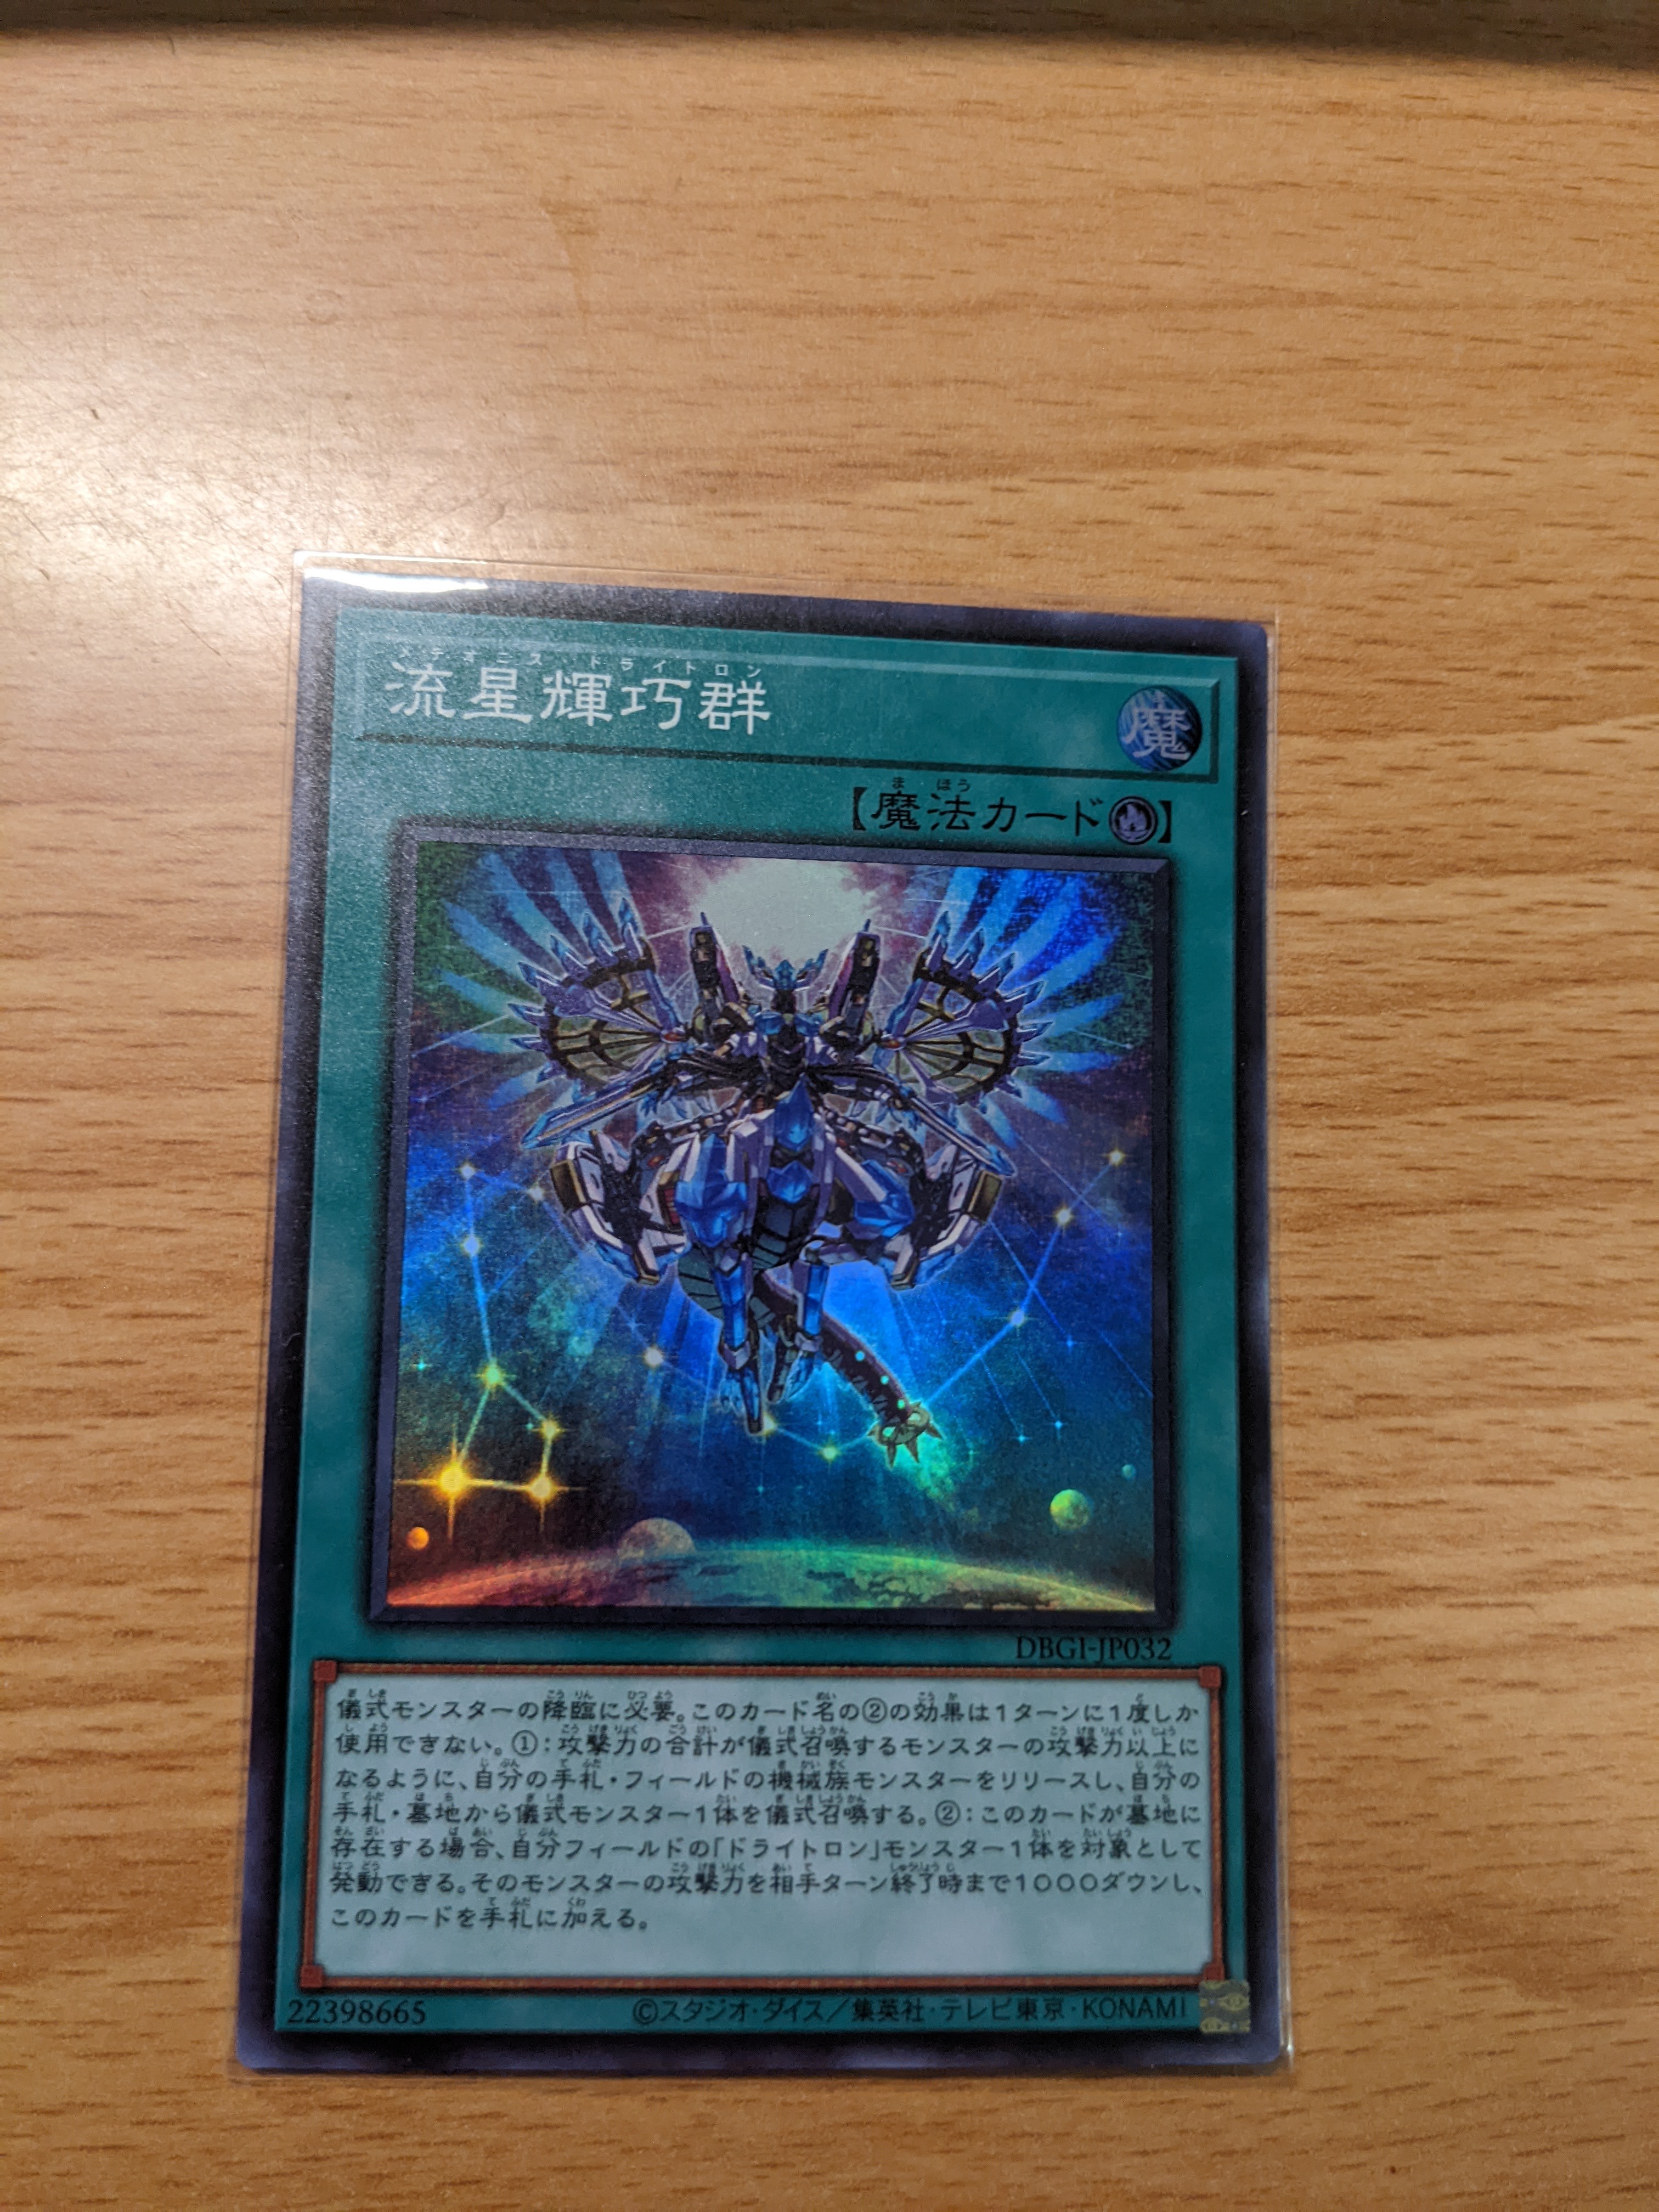 メテオニス・ドライトロン
流星輝巧群
魔
まほう
【魔法カード】
DBGI-JP032
儀式モンスターの降臨に必要。このカード名の②の効果は1ターンに1度しか
使用できない。①：攻撃力の合計が儀式召喚するモンスターの攻撃力以上に
なるように、自分の手札・フィールドの機械族モンスターをリリースし、自分の
手札・墓地から儀式モンスター1体を儀式召喚する。②：このカードが墓地に
存在する場合、自分フィールドの「ドライトロン」モンスター1体を対象として
発動できる。そのモンスターの攻撃力を相手ターン終了時まで1000ダウンし、
このカードを手札に加える。
22398665 ©スタジオ・ダイス／集英社・テレビ東京・KONAMI